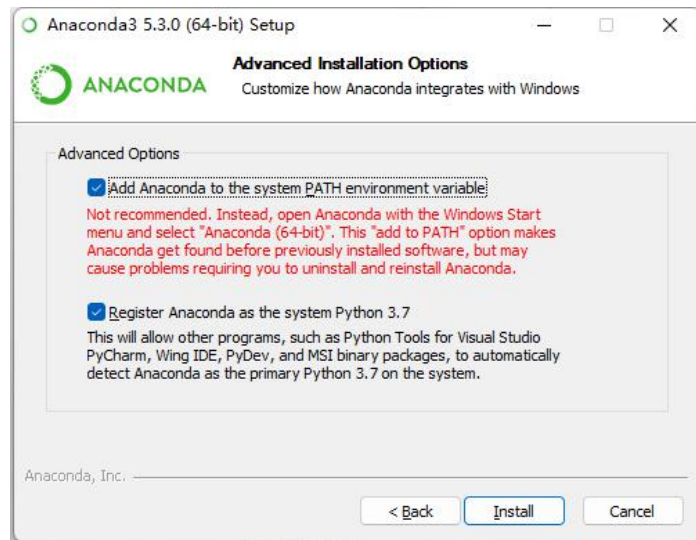 Anaconda3 5.3.0 (64-bit) Setup
ANACONDA
Advanced Installation Options
Customize how Anaconda integrates with Windows
Advanced Options
Add Anaconda to the system PATH environment variable
Not recommended. Instead, open Anaconda with the Windows Start
menu and select "Anaconda (64-bit)". This "add to PATH" option makes
Anaconda get found before previously installed software, but may
cause problems requiring you to uninstall and reinstall Anaconda.
Register Anaconda as the system Python 3.7
This will allow other programs, such as Python Tools for Visual Studio
PyCharm, Wing IDE, PyDev, and MSI binary packages, to automatically
detect Anaconda as the primary Python 3.7 on the system.
Anaconda, Inc.
< Back
Install
Cancel